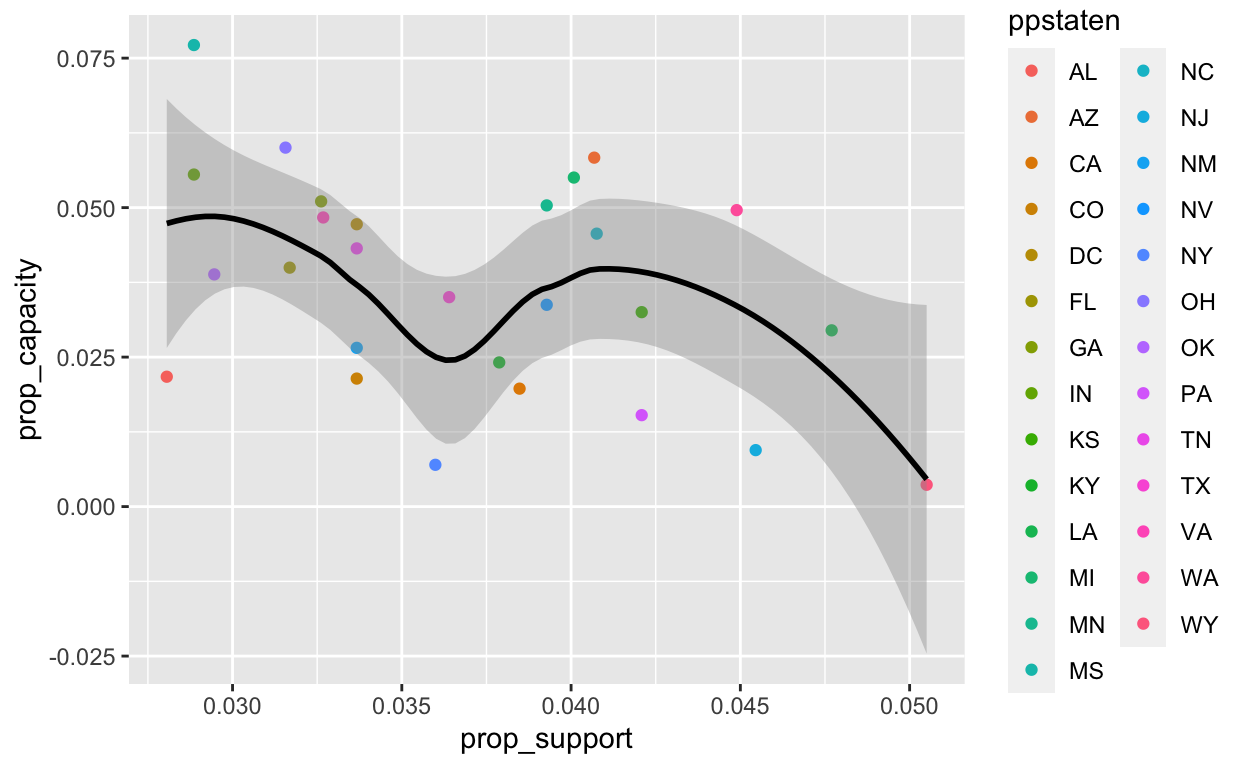 ppstaten
0.075
0.050
0.025
0.000
-0.025
prop_capacity
0.030 0.035 0.040 0.045 0.050
prop_support
AL NC
AZ NJ
CA NM
CO NV
DC NY
FL OH
GA OK
IN PA
KS TN
KY TX
LA VA
MI WA
MN WY
MS